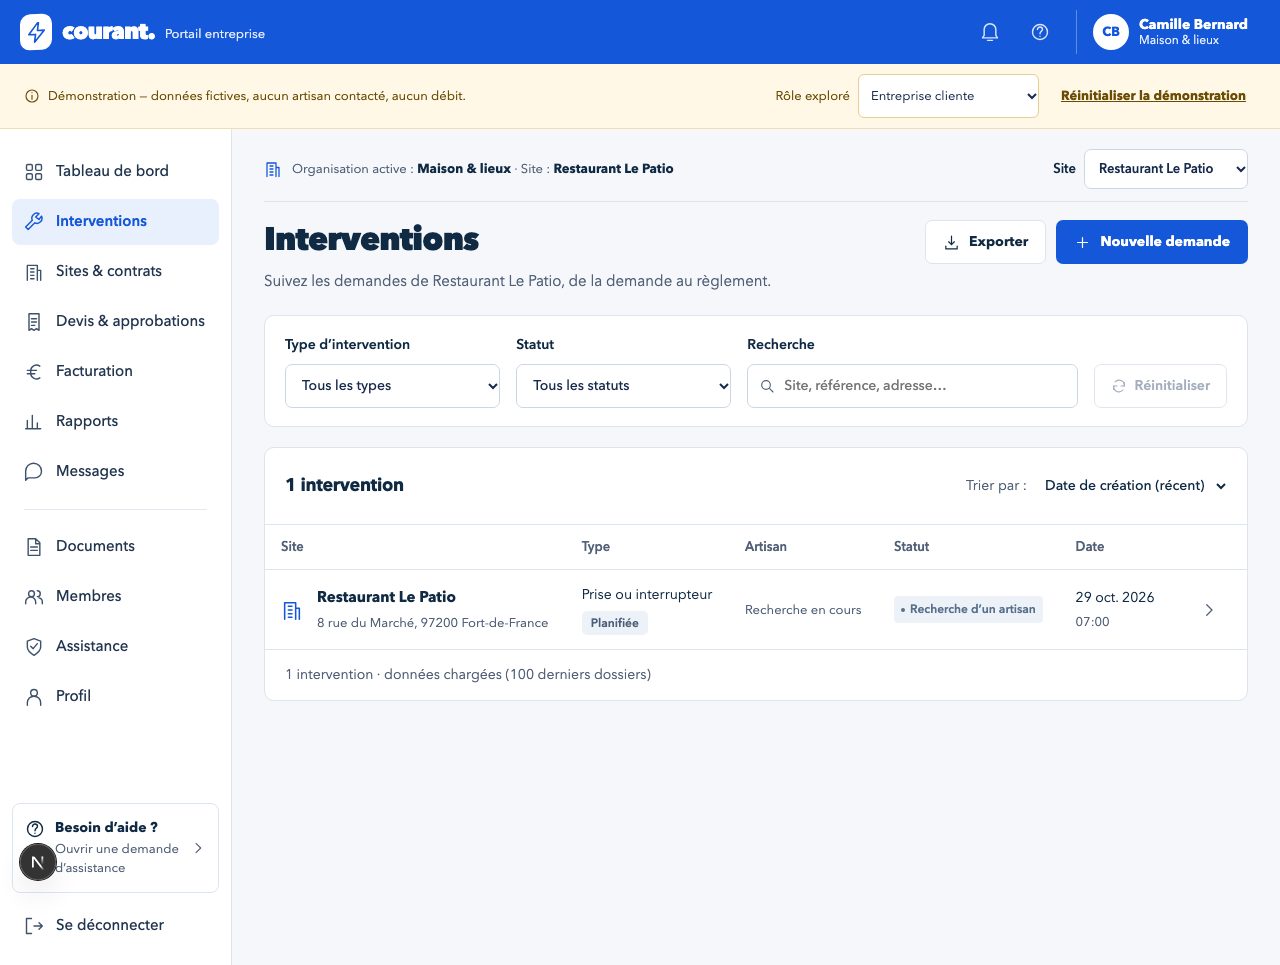 courant. Portail entreprise
CB
Camille Bernard
Maison & lieux
Démonstration – données fictives, aucun artisan contacté, aucun débit.
Rôle exploré
Entreprise cliente
Réinitialiser la démonstration
Tableau de bord
Interventions
Sites & contrats
Devis & approbations
Facturation
Rapports
Messages
Documents
Membres
Assistance
Profil
Besoin d’aide ?
Ouvrir une demande
d’assistance
N
Se déconnecter
Organisation active : Maison & lieux · Site : Restaurant Le Patio
Site
Restaurant Le Patio
Interventions
Suivez les demandes de Restaurant Le Patio, de la demande au règlement.
Exporter
Nouvelle demande
Type d’intervention
Statut
Recherche
Tous les types
Tous les statuts
Site, référence, adresse…
Réinitialiser
1 intervention
Trier par :
Date de création (récent)
Site
Type
Artisan
Statut
Date
Restaurant Le Patio
8 rue du Marché, 97200 Fort-de-France
Prise ou interrupteur
Planifiée
Recherche en cours
• Recherche d’un artisan
29 oct. 2026
07:00
1 intervention · données chargées (100 derniers dossiers)